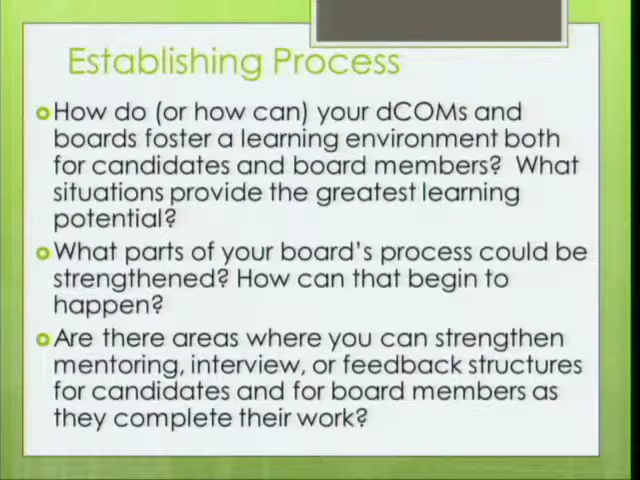 Establishing Process
How do (or how can) your dCOMs and
boards foster a learning environment both
for candidates and board members?  What
situations provide the greatest learning
potential?
What parts of your board's process could be
strengthened? How can that begin to
happen?
Are there areas where you can strengthen
mentoring, interview, or feedback structures
for candidates and for board members as
they complete their work?